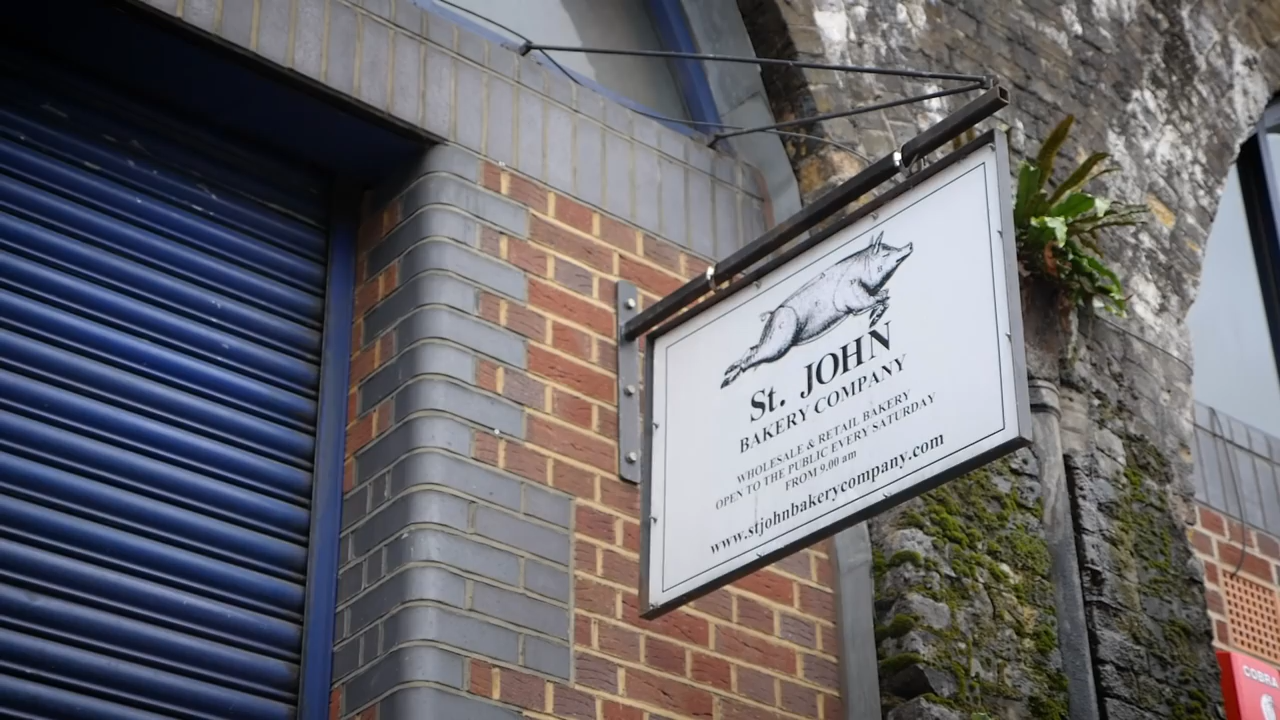 St. JOHN
BAKERY COMPANY
WHOLESALE & RETAIL BAKERY
OPEN TO THE PUBLIC EVERY SATURDAY
FROM 9.00 am
www.stjohnbakerycompany.com
COBRA